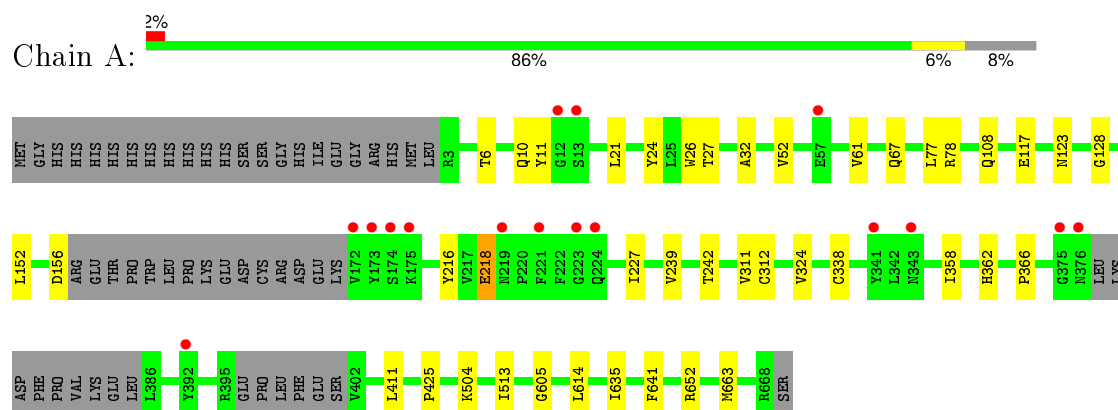 2%
Chain A:
86% 6% 8%
MET GLY HIS HIS HIS HIS HIS HIS HIS HIS HIS HIS SER SER GLY HIS ILE GLU GLY ARG HIS MET LEU R3 T6 Q10 Y11 G12 S13 L21 Y24 L25 W26 T27 A32 V52 E57 V61 Q67 L77 R78 Q108 E117 N123 G128
L152 D156 ARG GLU THR PRO TRP LEU PRO LYS GLU ASP CYS ARG ASP GLU LYS V172 Y173 S174 K175 Y216 V217 E218 N219 P220 F221 F222 G223 Q224 I227 V239 T242 V311 C312 V324 C338 Y341 L342 N343 I358 H362 P366 G375 N376 LEU LYS
ASP PHE PRO VAL LYS GLU LEU L386 Y392 R395 GLU PRO LEU PHE GLU SER V402 L411 P425 K504 I513 G605 L614 I635 F641 R652 M663 R668 SER